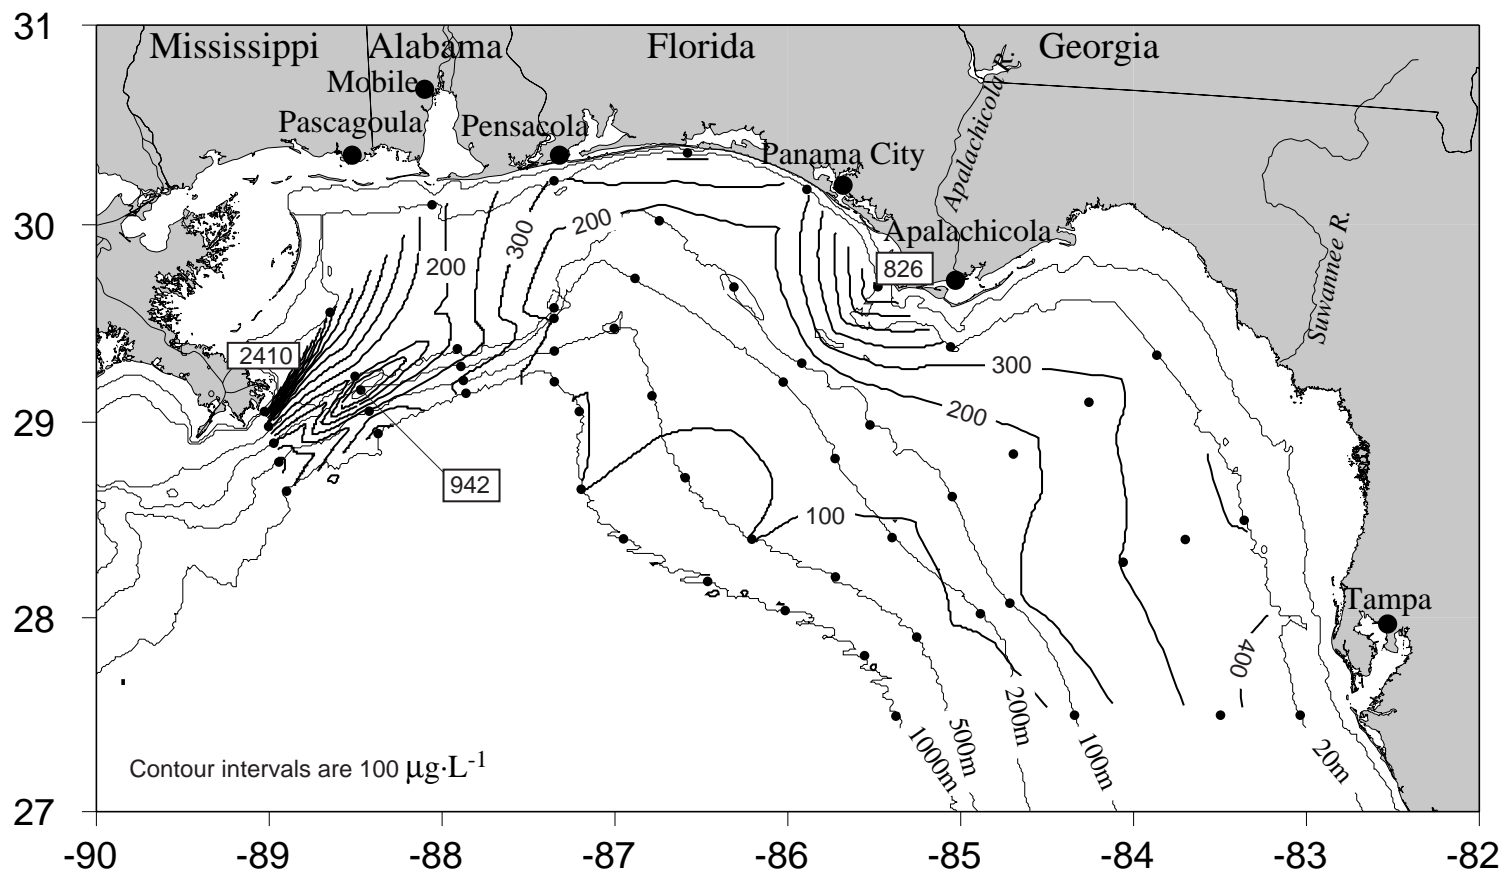 31
Mississippi Alabama Florida Georgia
Mobile
Pascagoula Pensacola
Panama City
Apalachicola R.
30
Apalachicola
Suwannee R.
200
300
200
826
2410
300
200
29
942
100
28
Tampa
400
200m
500m
1000m
100m
20m
Contour intervals are 100 µg·L-1
27
-90 -89 -88 -87 -86 -85 -84 -83 -82